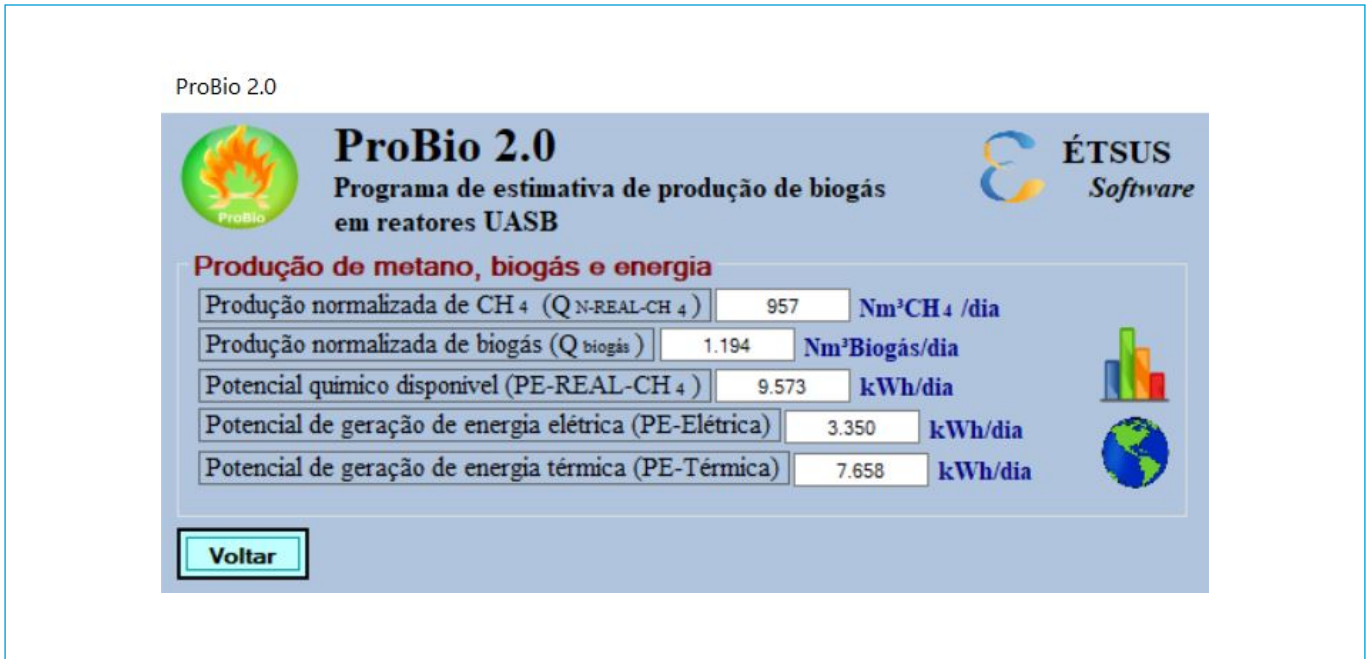 ProBio 2.0
ProBio 2.0
Programa de estimativa de produção de biogás
em reatores UASB
ProBio
ÉTSUS
Software
Produção de metano, biogás e energia
Produção normalizada de CH 4 (Q N-REAL-CH 4 ) 957 Nm³CH 4 /dia
Produção normalizada de biogás (Q biogás ) 1.194 Nm³Biogás/dia
Potencial químico disponível (PE-REAL-CH 4 ) 9.573 kWh/dia
Potencial de geração de energia elétrica (PE-Elétrica) 3.350 kWh/dia
Potencial de geração de energia térmica (PE-Térmica) 7.658 kWh/dia
Voltar